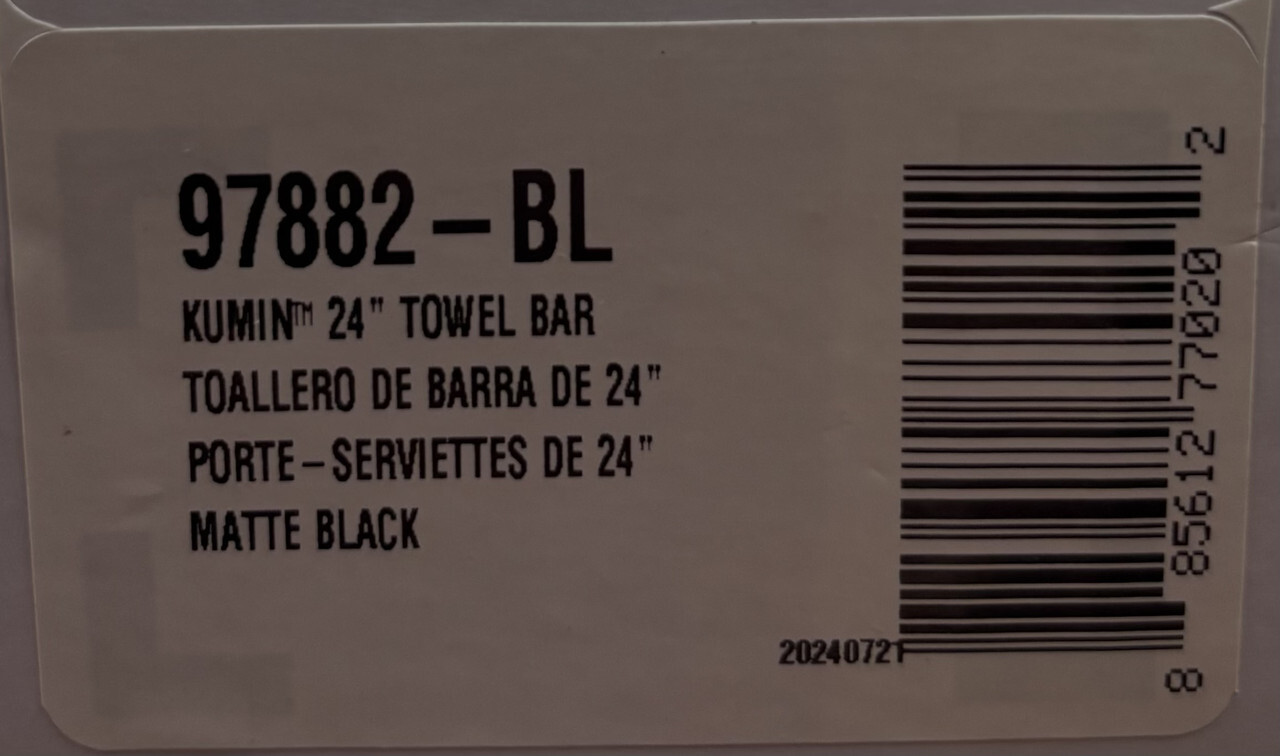 97882-BL
KUMIN™ 24" TOWEL BAR
TOALLERO DE BARRA DE 24"
PORTE-SERVIETTES DE 24"
MATTE BLACK
20240721
8 85612 77020 2